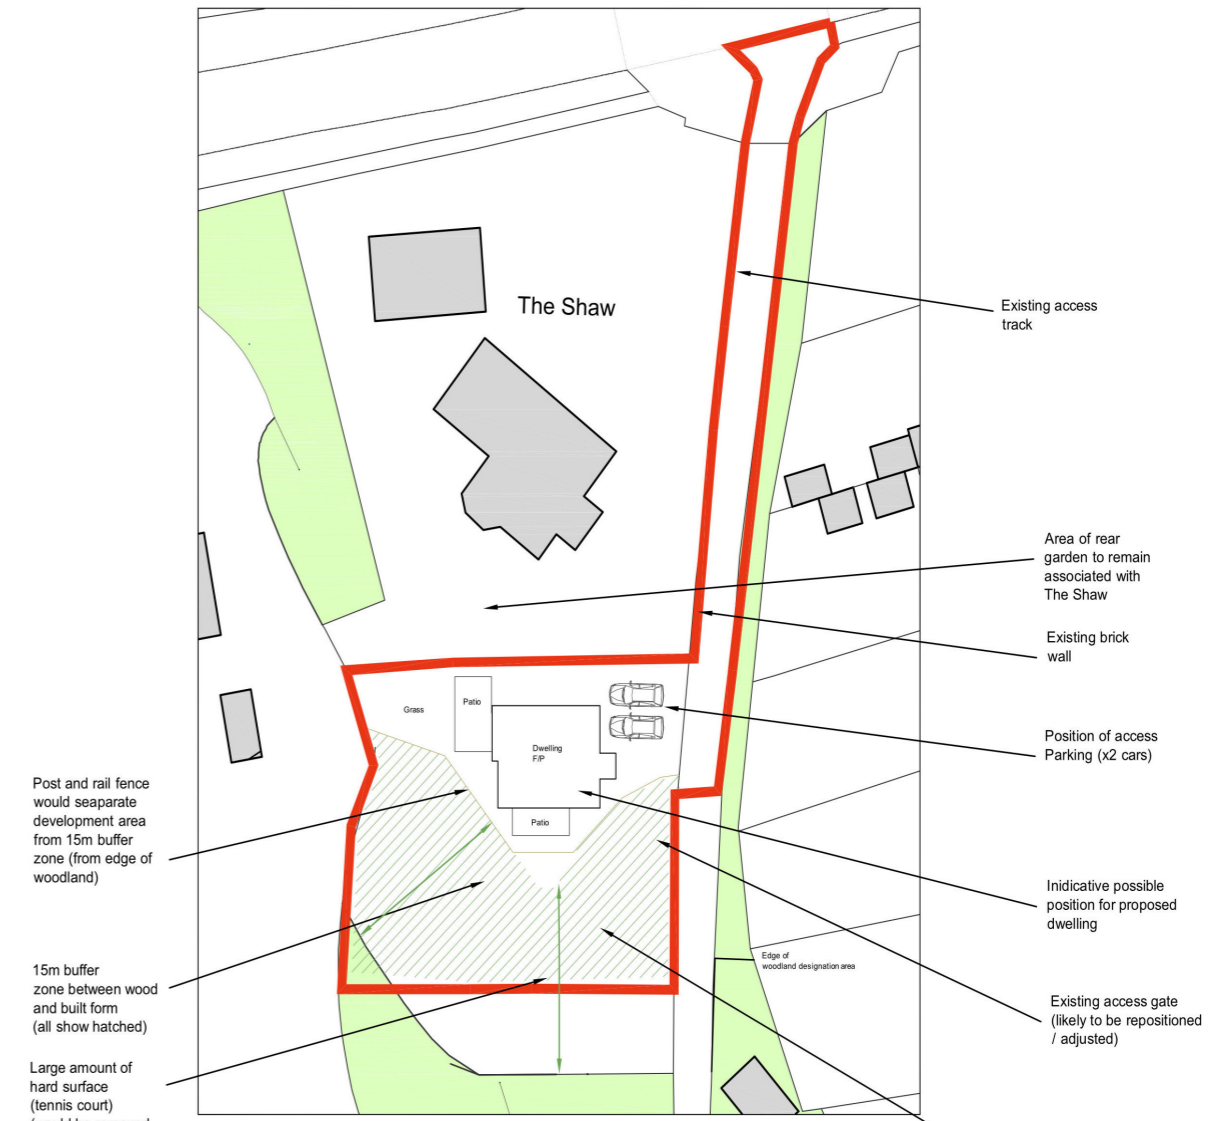 The Shaw
Existing access
track
Area of rear
garden to remain
associated with
The Shaw
Existing brick
wall
Grass
Patio
Dwelling
F/P
Patio
Position of access
Parking (x2 cars)
Post and rail fence
would seaparate
development area
from 15m buffer
zone (from edge of
woodland)
Inidicative possible
position for proposed
dwelling
Edge of
woodland designation area
15m buffer
zone between wood
and built form
(all show hatched)
Existing access gate
(likely to be repositioned
/ adjusted)
Large amount of
hard surface
(tennis court)